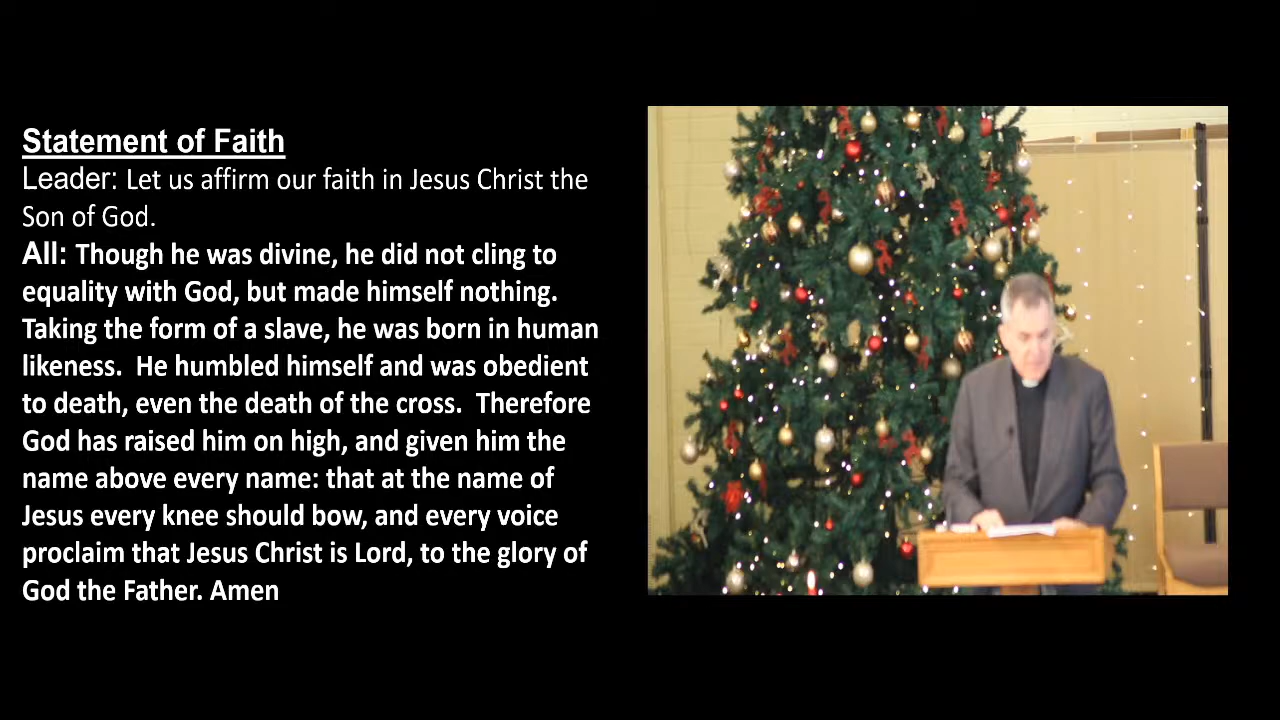 Statement of Faith
Leader: Let us affirm our faith in Jesus Christ the
Son of God.
All: Though he was divine, he did not cling to
equality with God, but made himself nothing.
Taking the form of a slave, he was born in human
likeness.  He humbled himself and was obedient
to death, even the death of the cross.  Therefore
God has raised him on high, and given him the
name above every name: that at the name of
Jesus every knee should bow, and every voice
proclaim that Jesus Christ is Lord, to the glory of
God the Father. Amen